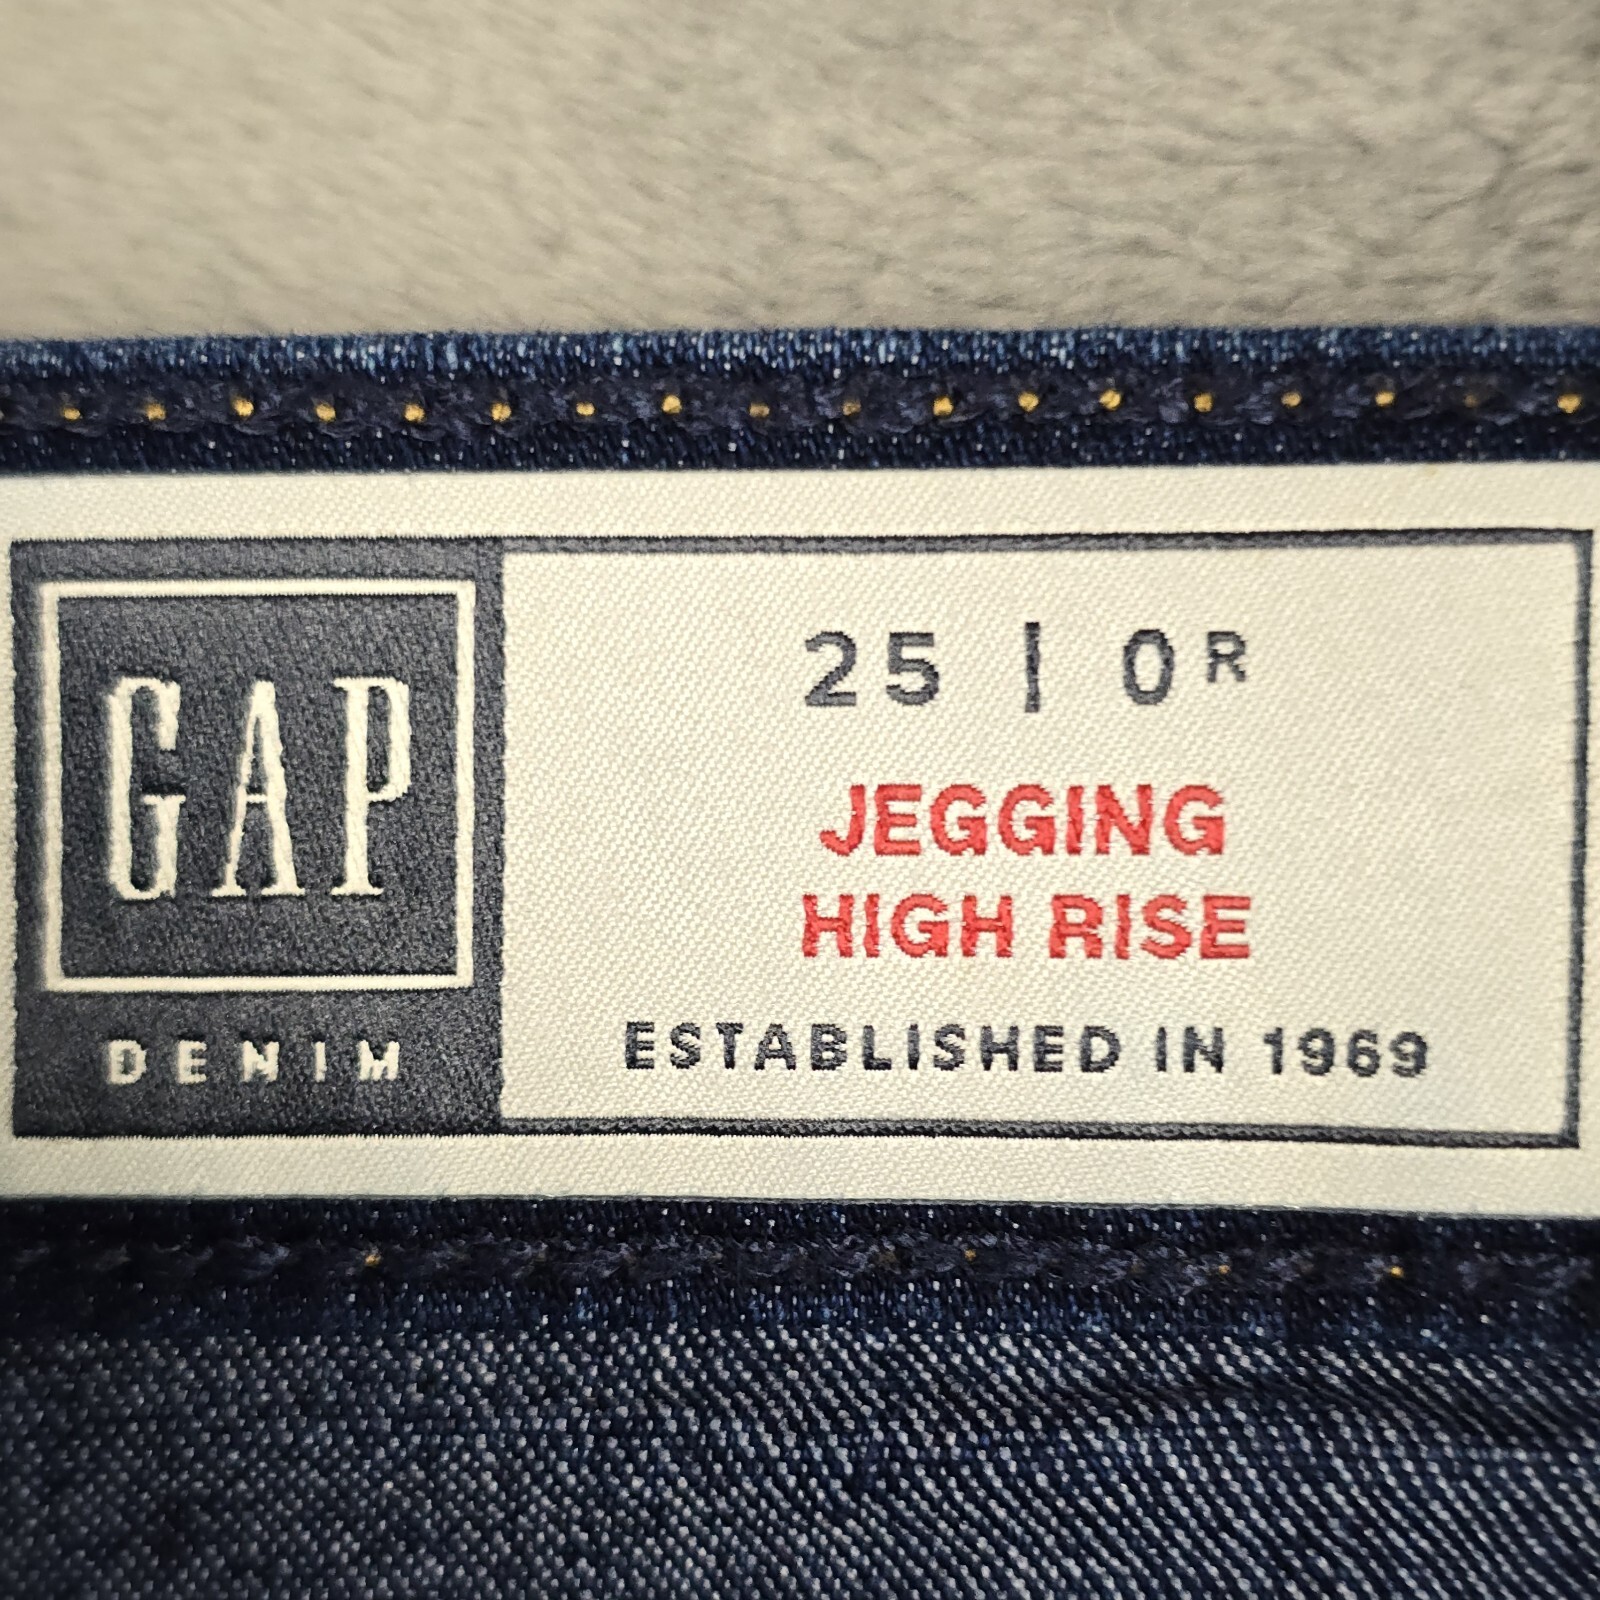 GAP
DENIM
25 | 0R
JEGGING
HIGH RISE
ESTABLISHED IN 1969